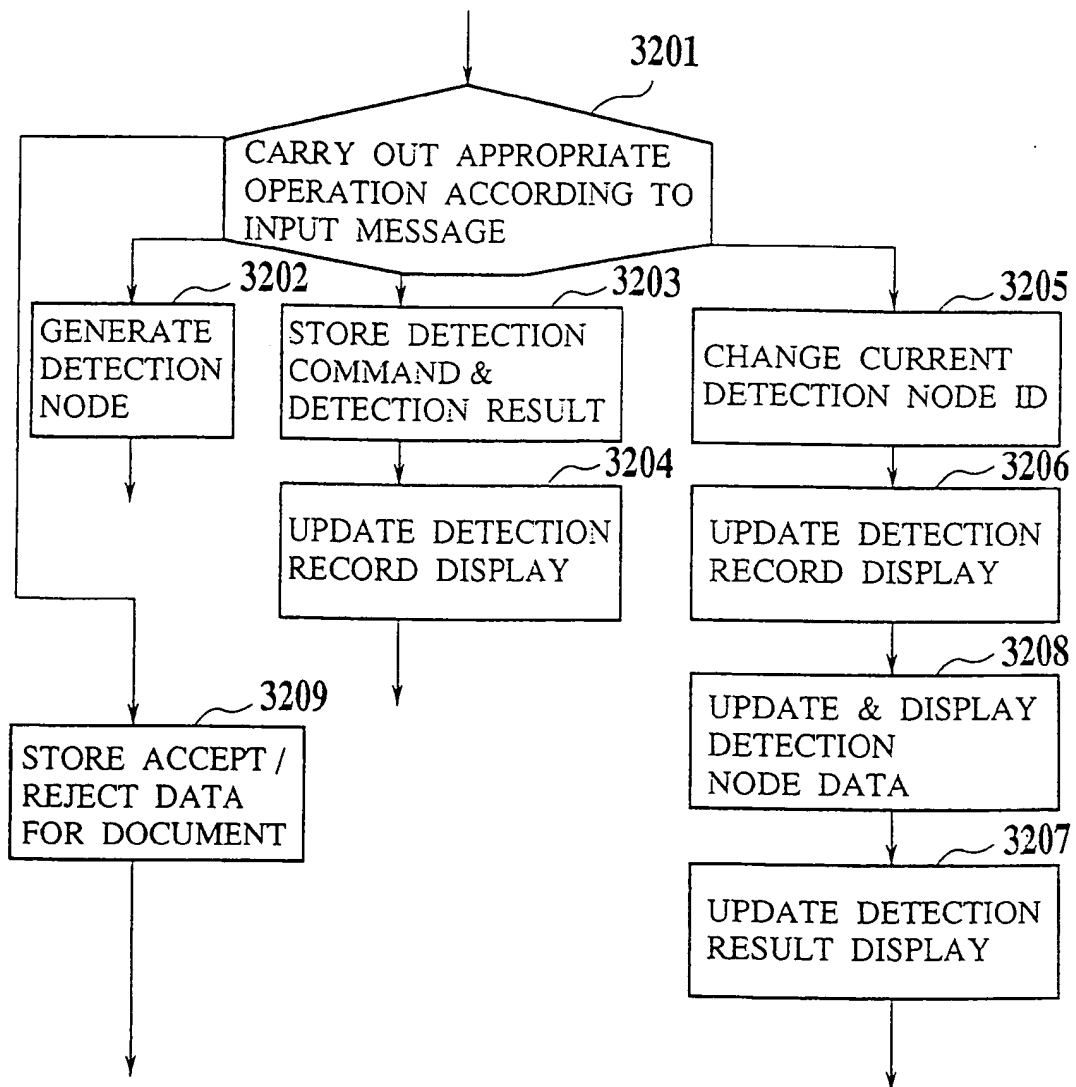 3201
CARRY OUT APPROPRIATE
OPERATION ACCORDING TO
INPUT MESSAGE
3202
GENERATE
DETECTION
NODE
3203
STORE DETECTION
COMMAND &
DETECTION RESULT
3204
UPDATE DETECTION
RECORD DISPLAY
3205
CHANGE CURRENT
DETECTION NODE ID
3206
UPDATE DETECTION
RECORD DISPLAY
3208
UPDATE & DISPLAY
DETECTION
NODE DATA
3207
UPDATE DETECTION
RESULT DISPLAY
3209
STORE ACCEPT /
REJECT DATA
FOR DOCUMENT